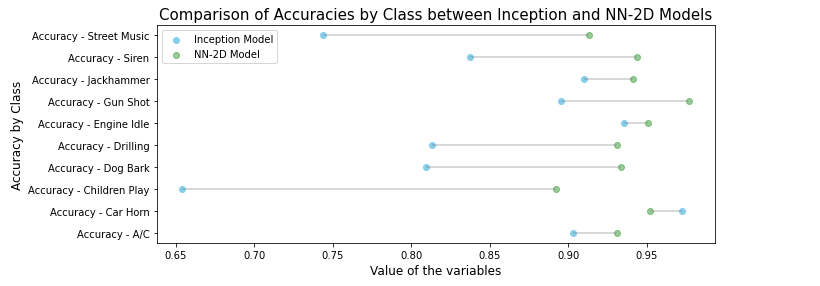 Comparison of Accuracies by Class between Inception and NN-2D Models
Inception Model
NN-2D Model
Accuracy by Class
Accuracy - Street Music
Accuracy - Siren
Accuracy - Jackhammer
Accuracy - Gun Shot
Accuracy - Engine Idle
Accuracy - Drilling
Accuracy - Dog Bark
Accuracy - Children Play
Accuracy - Car Horn
Accuracy - A/C
0.65 0.70 0.75 0.80 0.85 0.90 0.95
Value of the variables